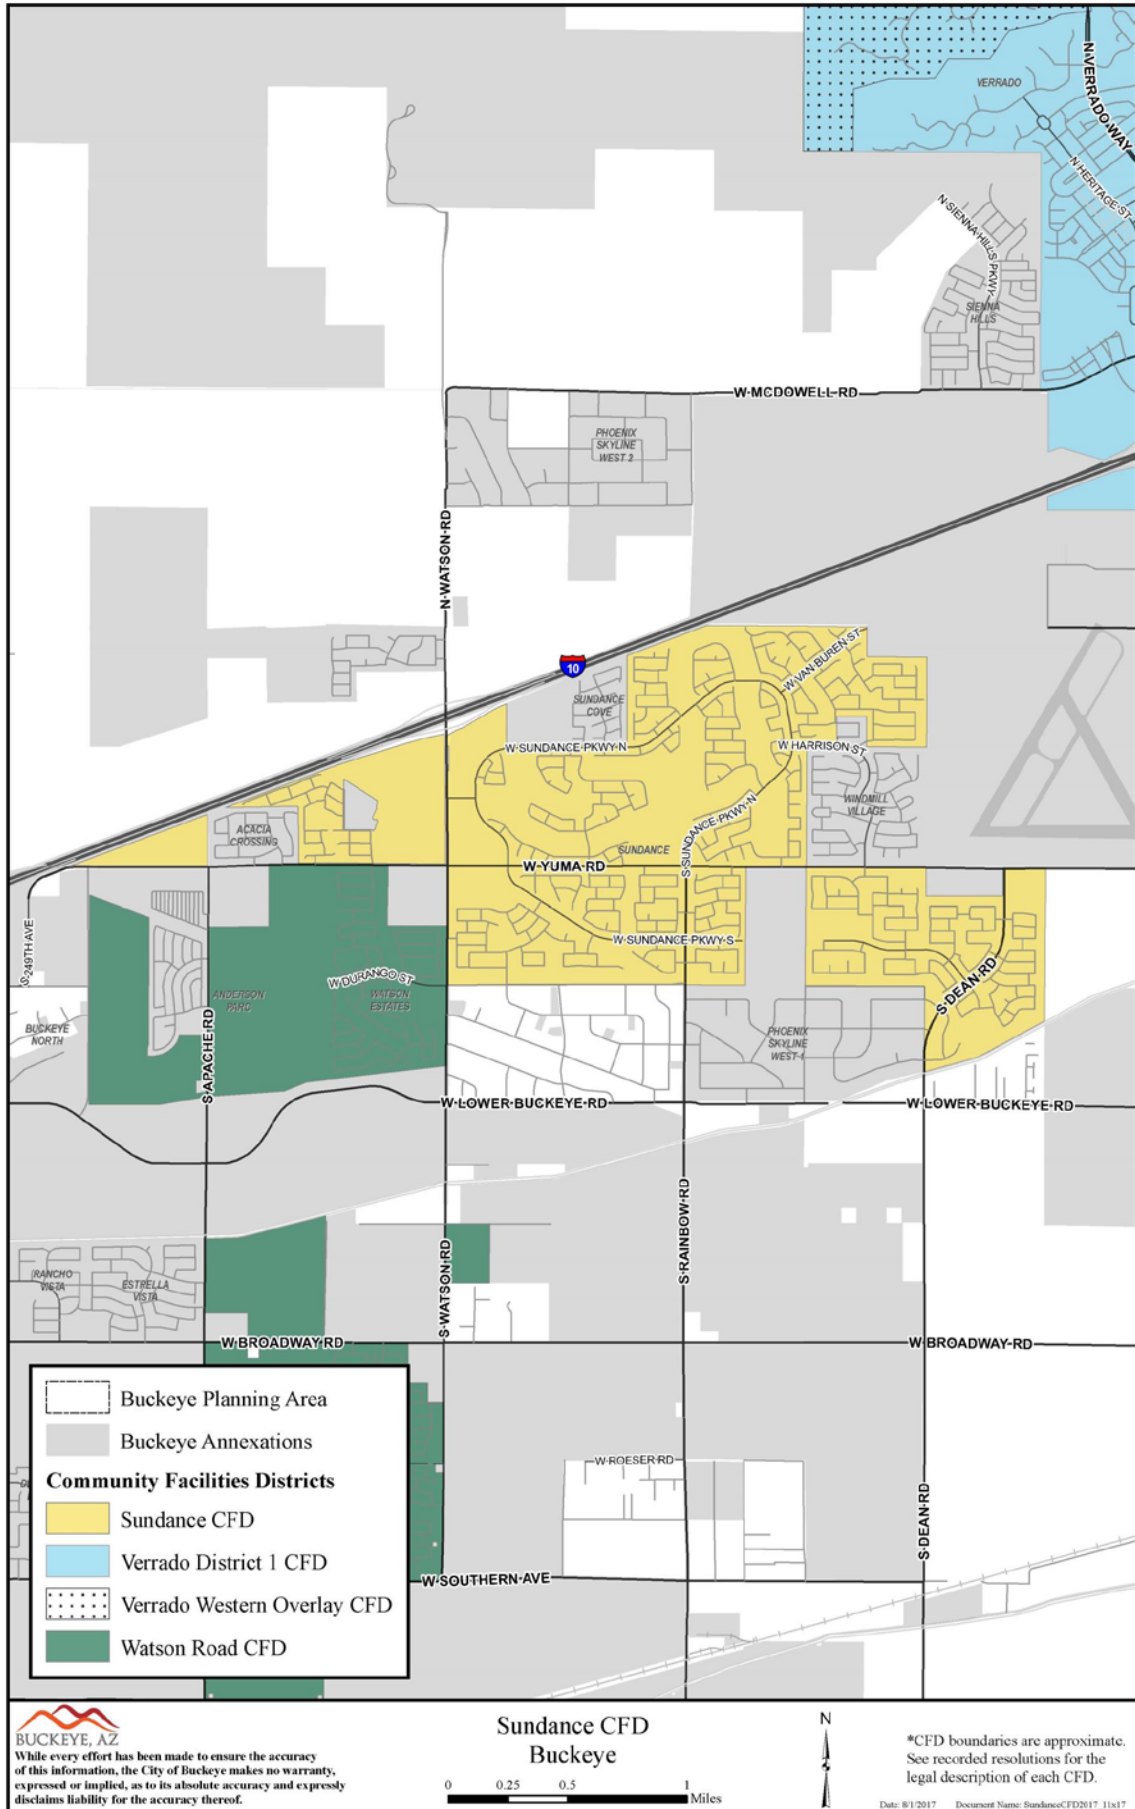 VERRADO
N VERRADO WAY
N HERITAGE ST
N SIENNA HILLS PKWY
SIENNA
HILLS
W MCDOWELL RD
PHOENIX
SKYLINE
WEST 2
N WATSON RD
10
W VAN BUREN ST
SUNDANCE
COVE
W SUNDANCE PKWY N
W HARRISON ST
WINDMILL
VILLAGE
S SUNDANCE PKWY N
ACACIA
CROSSING
SUNDANCE
W YUMA RD
S 249TH AVE
W SUNDANCE PKWY S
W DURANGO ST
S DEAN RD
ANDERSON
PARC
WATSON
ESTATES
BUCKEYE
NORTH
PHOENIX
SKYLINE
WEST 1
S APACHE RD
W LOWER BUCKEYE RD
W LOWER BUCKEYE RD
S RAINBOW RD
S WATSON RD
RANCHO
VISTA
ESTRELLA
VISTA
W BROADWAY RD
W BROADWAY RD
W ROESER RD
S DEAN RD
W SOUTHERN AVE
Buckeye Planning Area
Buckeye Annexations
Community Facilities Districts
Sundance CFD
Verrado District 1 CFD
Verrado Western Overlay CFD
Watson Road CFD
BUCKEYE, AZ
While every effort has been made to ensure the accuracy
of this information, the City of Buckeye makes no warranty,
expressed or implied, as to its absolute accuracy and expressly
disclaims liability for the accuracy thereof.
Sundance CFD
Buckeye
0 0.25 0.5 1
Miles
N
*CFD boundaries are approximate.
See recorded resolutions for the
legal description of each CFD.
Date: 8/1/2017 Document Name: SundanceCFD2017_11x17